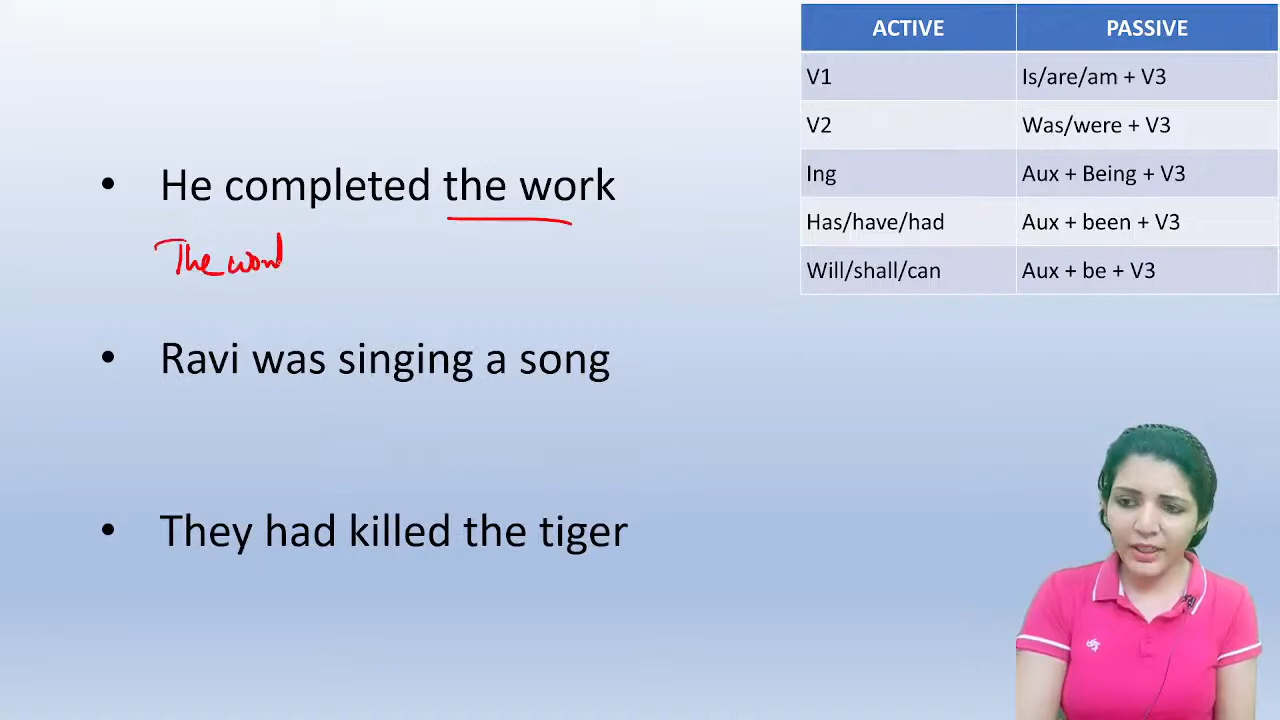 ACTIVE PASSIVE
V1 Is/are/am + V3
V2 Was/were + V3
Ing Aux + Being + V3
Has/have/had Aux + been + V3
Will/shall/can Aux + be + V3
• He completed the work
The
• Ravi was singing a song
• They had killed the tiger